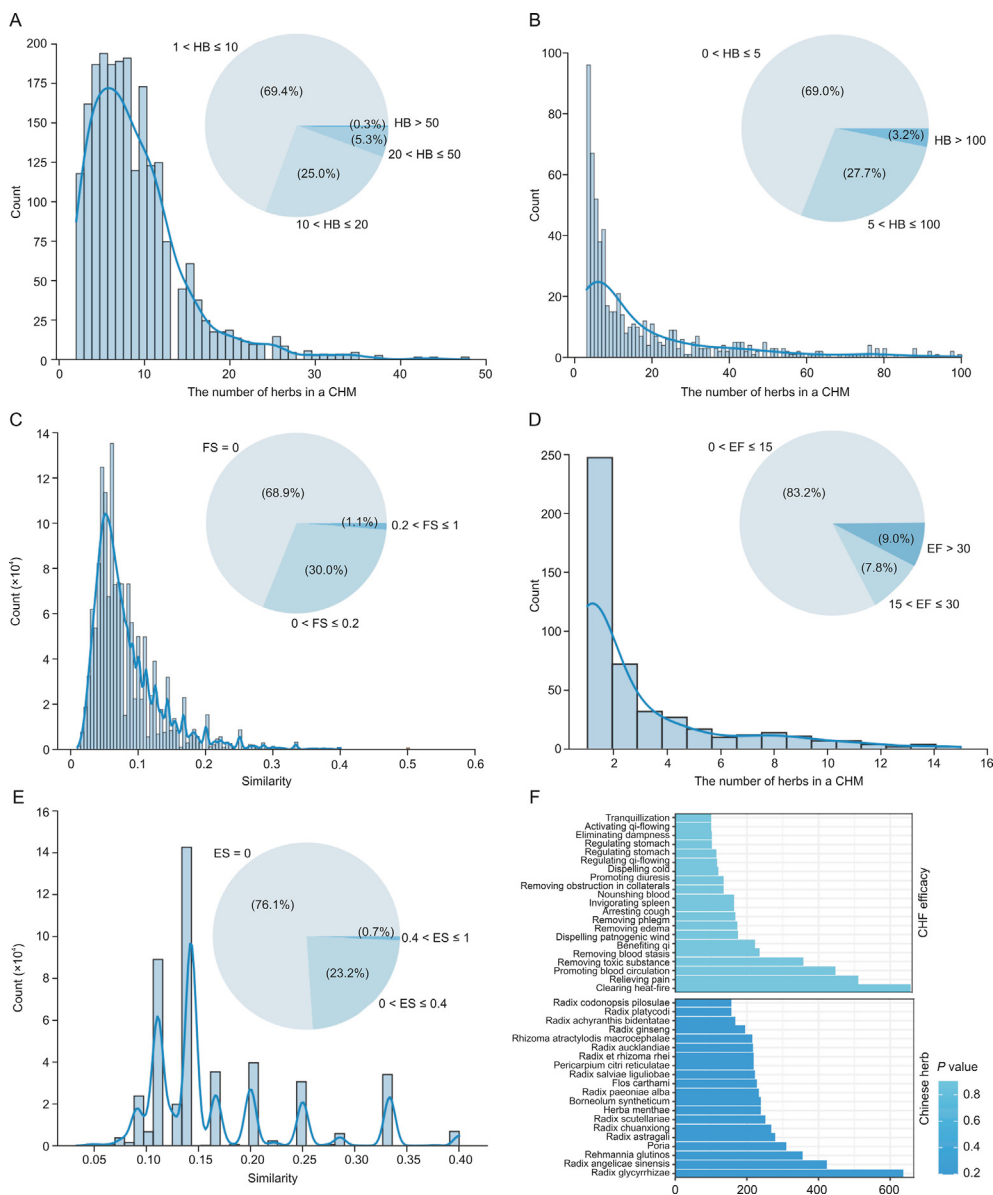 A
200
175
150
125
100
75
50
25
0
Count
0
10
20
30
40
50
The number of herbs in a CHM
1 < HB ≤ 10
(69.4%)
(0.3%)
HB > 50
(5.3%)
20 < HB ≤ 50
(25.0%)
10 < HB ≤ 20
B
100
80
60
40
20
0
Count
0
20
40
60
80
100
The number of herbs in a CHM
0 < HB ≤ 5
(69.0%)
(3.2%)
HB > 100
(27.7%)
5 < HB ≤ 100
C
14
12
10
8
6
4
2
0
Count (×10⁴)
0
0.1
0.2
0.3
0.4
0.5
0.6
Similarity
FS = 0
(68.9%)
(1.1%)
0.2 < FS ≤ 1
(30.0%)
0 < FS ≤ 0.2
D
250
200
150
100
50
0
Count
2
4
6
8
10
12
14
16
The number of herbs in a CHM
0 < EF ≤ 15
(83.2%)
(9.0%)
EF > 30
(7.8%)
15 < EF ≤ 30
E
16
14
12
10
8
6
4
2
0
Count (×10⁴)
0.05
0.10
0.15
0.20
0.25
0.30
0.35
0.40
Similarity
ES = 0
(76.1%)
(0.7%)
0.4 < ES ≤ 1
(23.2%)
0 < ES ≤ 0.4
F
Tranquillization
Activating qi-flowing
Eliminating dampness
Regulating stomach
Regulating stomach
Regulating qi-flowing
Dispelling cold
Promoting diuresis
Removing obstruction in collaterals
Nounshing blood
Invigorating spleen
Arresting cough
Removing phlegm
Removing edema
Dispelling patnogenic wind
Benefiting qi
Removing blood stasis
Removing toxic substance
Promoting blood circulation
Relieving pain
Clearing heat-fire
0
200
400
600
CHF efficacy
Radix codonopsis pilosulae
Radix platycodi
Radix achyranthis bidentatae
Radix ginseng
Rhizoma atractylodis macrocephalae
Radix aucklandiae
Radix et rhizoma rhei
Pericarpium citri reticulatae
Radix salviae liguliobae
Flos carthami
Radix paeoniae alba
Borneolum syntheticum
Herba menthae
Radix scutellariae
Radix chuanxiong
Radix astragali
Poria
Rehmannia glutinos
Radix angelicae sinensis
Radix glycyrrhizae
0
200
400
600
Chinese herb
P value
0.8
0.6
0.4
0.2